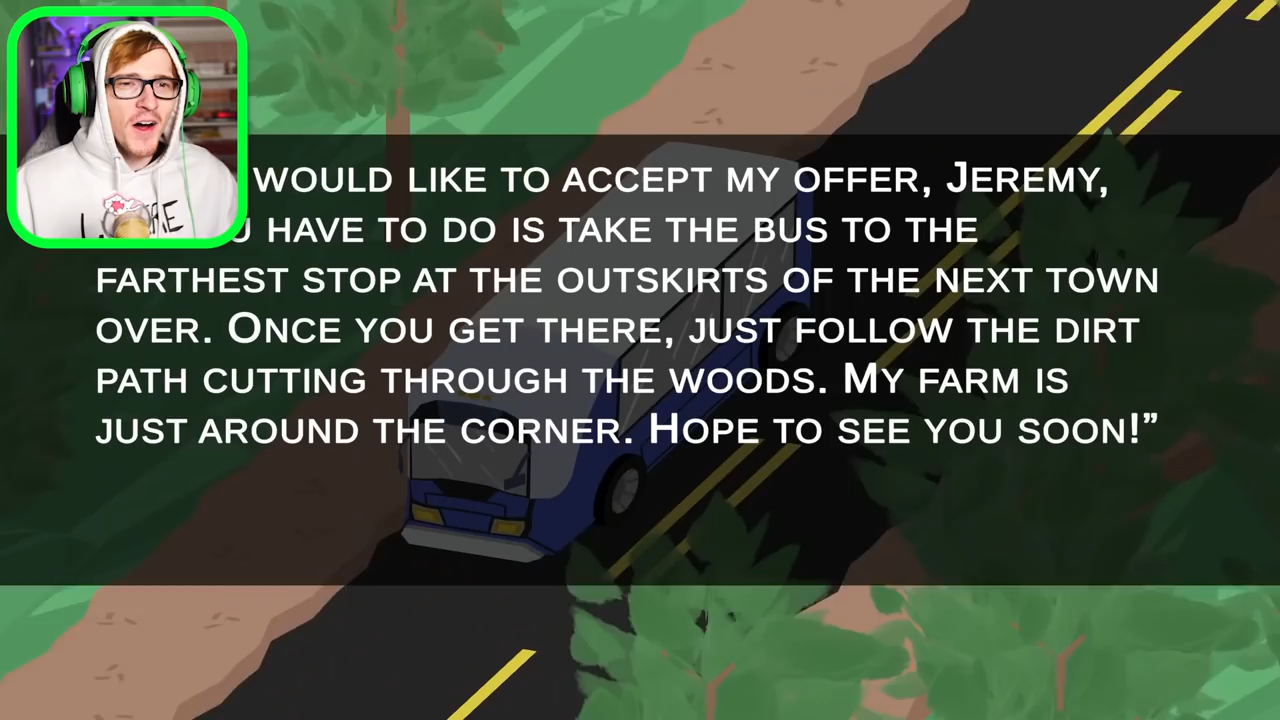 WOULD LIKE TO ACCEPT MY OFFER, JEREMY,
HAVE TO DO IS TAKE THE BUS TO THE
FARTHEST STOP AT THE OUTSKIRTS OF THE NEXT TOWN
OVER. ONCE YOU GET THERE, JUST FOLLOW THE DIRT
PATH CUTTING THROUGH THE WOODS. MY FARM IS
JUST AROUND THE CORNER. HOPE TO SEE YOU SOON!”